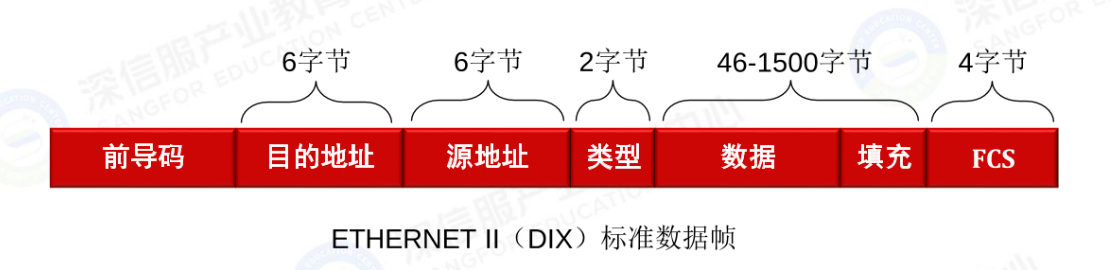 深信服产业教育中心
SANGFOR EDUCATION CENTER
6字节 6字节 2字节 46-1500字节 4字节
前导码 目的地址 源地址 类型 数据 填充 FCS
ETHERNET II（DIX）标准数据帧